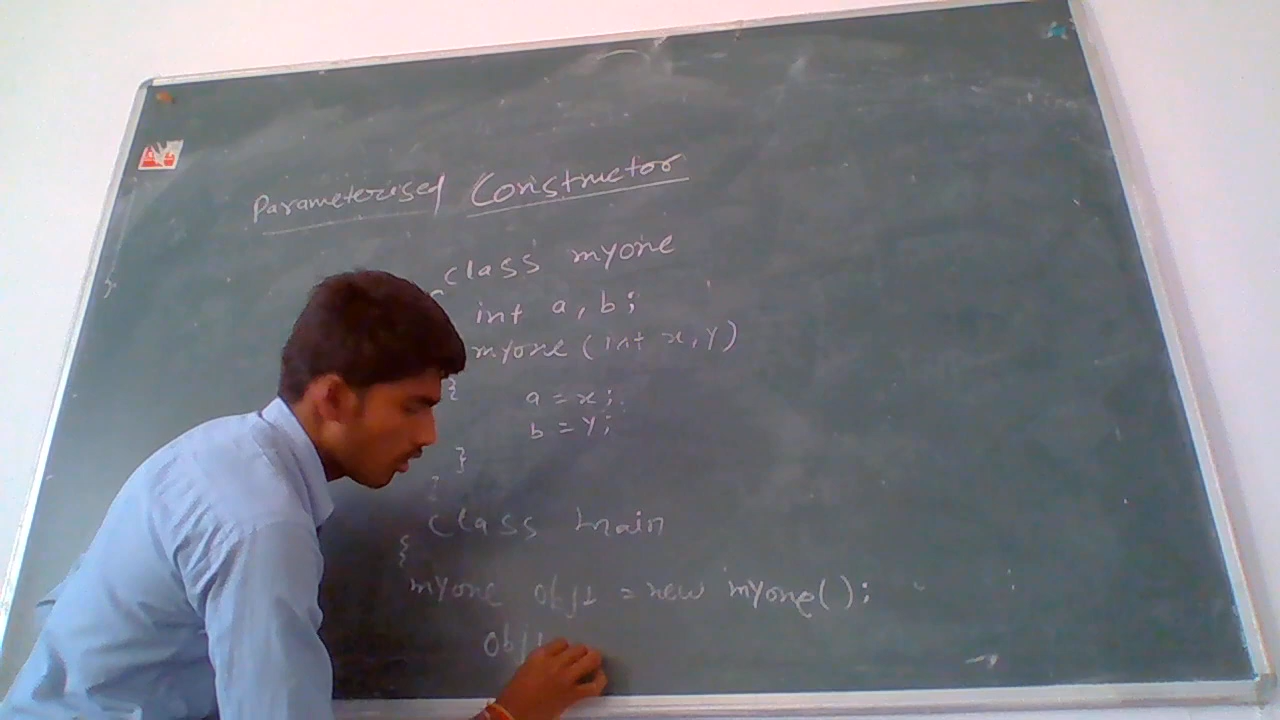 Parameterised Constructor
class myone
int a, b;
myone (int x, y)
{ a = x;
b = y;
}
}
class main
{
myone obj1 = new myone();
obj1